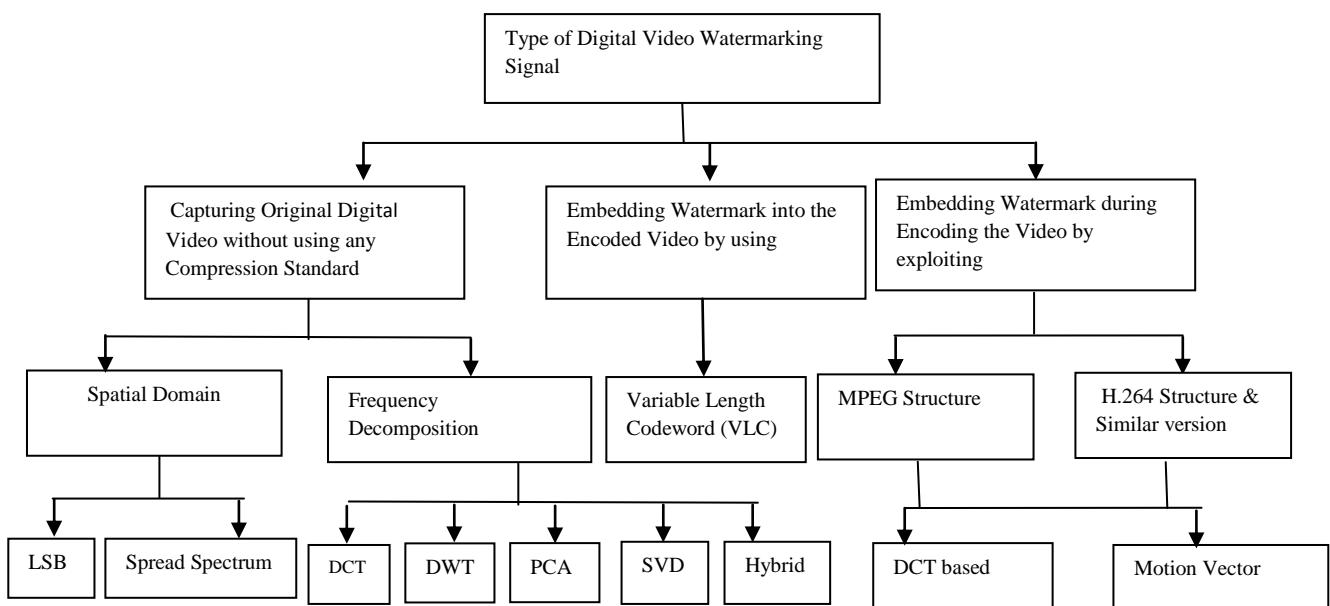 Type of Digital Video Watermarking
Signal
Capturing Original Digital
Video without using any
Compression Standard
Embedding Watermark into the
Encoded Video by using
Embedding Watermark during
Encoding the Video by
exploiting
Spatial Domain
Frequency
Decomposition
Variable Length
Codeword (VLC)
MPEG Structure
H.264 Structure &
Similar version
LSB
Spread Spectrum
DCT
DWT
PCA
SVD
Hybrid
DCT based
Motion Vector